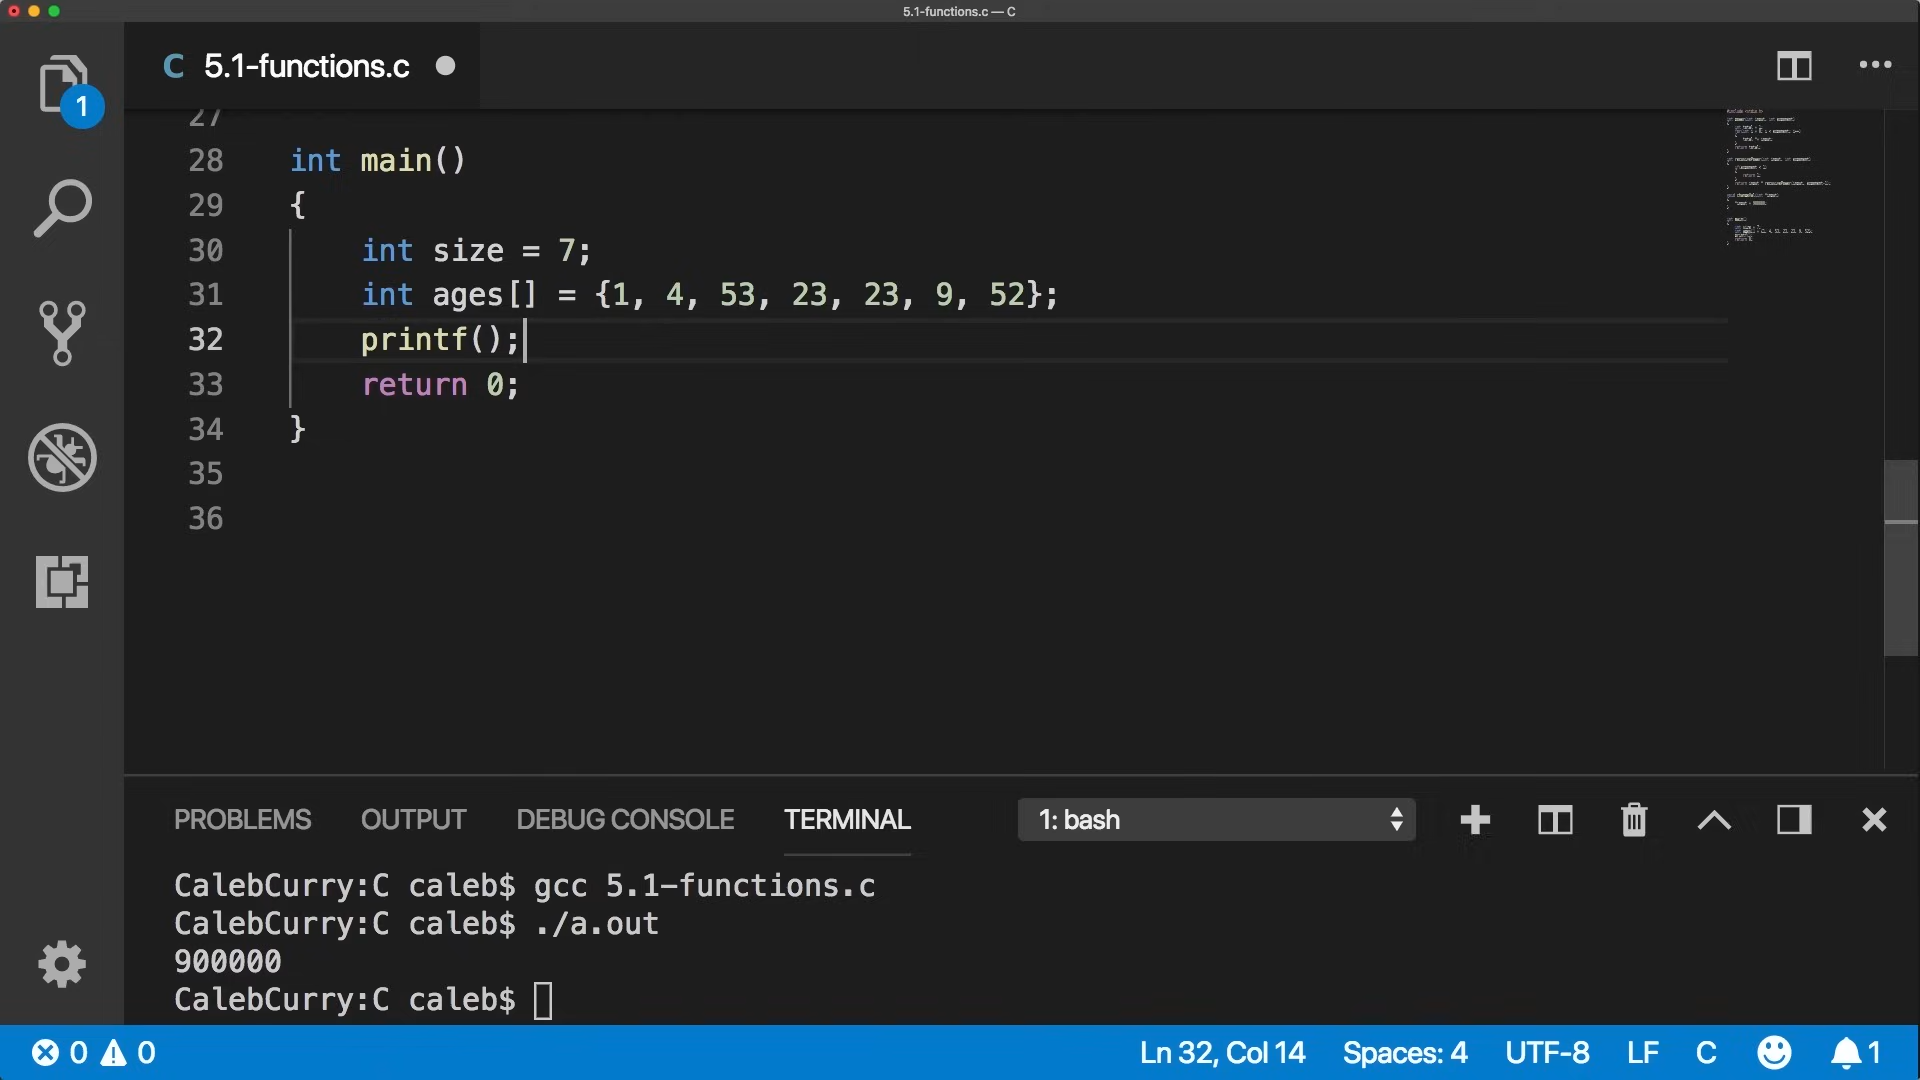 5.1-functions.c — C
C 5.1-functions.c
1
27
28 int main()
29 {
30 int size = 7;
31 int ages[] = {1, 4, 53, 23, 23, 9, 52};
32 printf();
33 return 0;
34 }
35
36
PROBLEMS OUTPUT DEBUG CONSOLE TERMINAL 1: bash
CalebCurry:C caleb$ gcc 5.1-functions.c
CalebCurry:C caleb$ ./a.out
900000
CalebCurry:C caleb$
0 0 Ln 32, Col 14 Spaces: 4 UTF-8 LF C 1